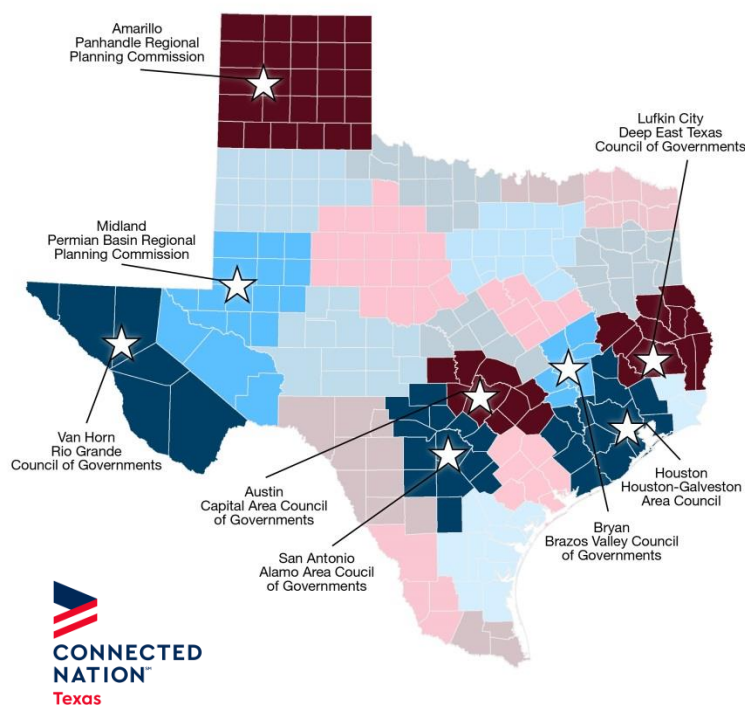 Amarillo
Panhandle Regional
Planning Commission
Lufkin City
Deep East Texas
Council of Governments
Midland
Permian Basin Regional
Planning Commission
Van Horn
Rio Grande
Council of Governments
Austin
Capital Area Council
of Governments
San Antonio
Alamo Area Coucil
of Governments
Houston
Houston-Galveston
Area Council
Bryan
Brazos Valley Council
of Governments
CONNECTED
NATION℠
Texas